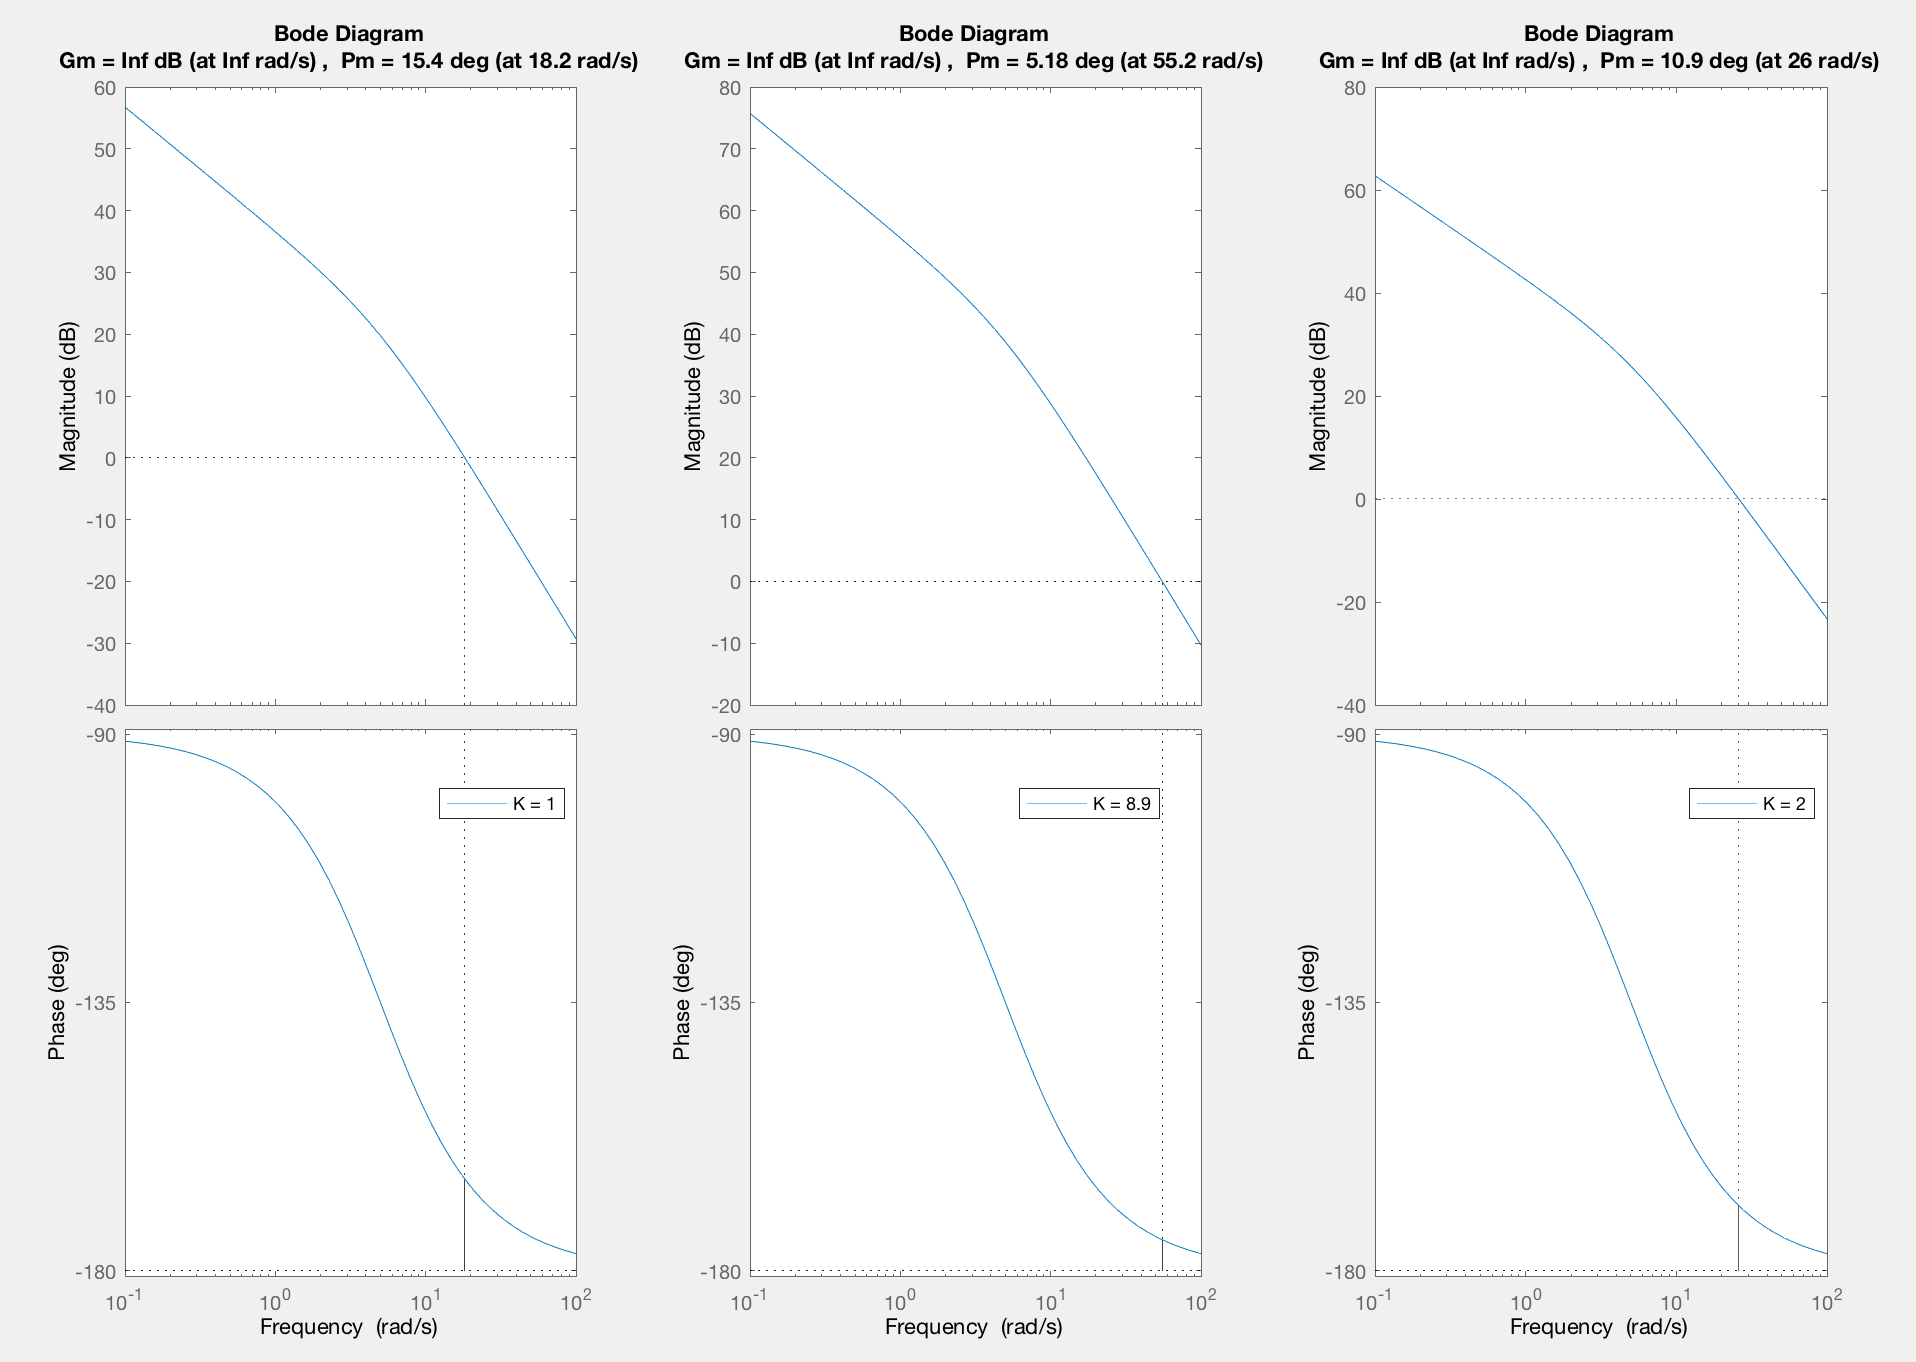 Bode Diagram
Gm = Inf dB (at Inf rad/s) ,  Pm = 15.4 deg (at 18.2 rad/s)
60
50
40
30
20
10
0
-10
-20
-30
-40
Magnitude (dB)
-90
-135
-180
Phase (deg)
K = 1
10^-1
10^0
10^1
10^2
Frequency  (rad/s)
Bode Diagram
Gm = Inf dB (at Inf rad/s) ,  Pm = 5.18 deg (at 55.2 rad/s)
80
70
60
50
40
30
20
10
0
-10
-20
Magnitude (dB)
-90
-135
-180
Phase (deg)
K = 8.9
10^-1
10^0
10^1
10^2
Frequency  (rad/s)
Bode Diagram
Gm = Inf dB (at Inf rad/s) ,  Pm = 10.9 deg (at 26 rad/s)
80
60
40
20
0
-20
-40
Magnitude (dB)
-90
-135
-180
Phase (deg)
K = 2
10^-1
10^0
10^1
10^2
Frequency  (rad/s)